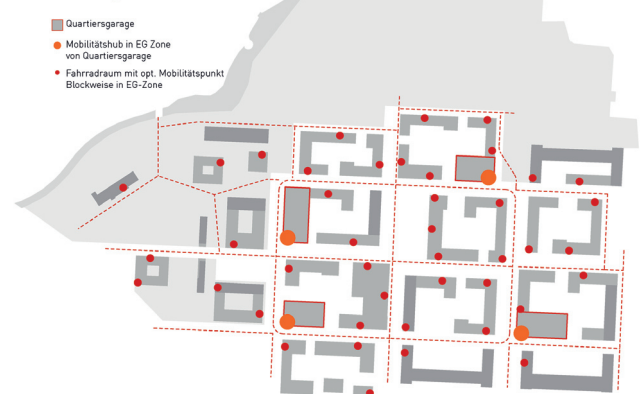 Quartiersgarage
Mobilitätshub in EG Zone
von Quartiersgarage
Fahrradraum mit opt. Mobilitätspunkt
Blockweise in EG-Zone